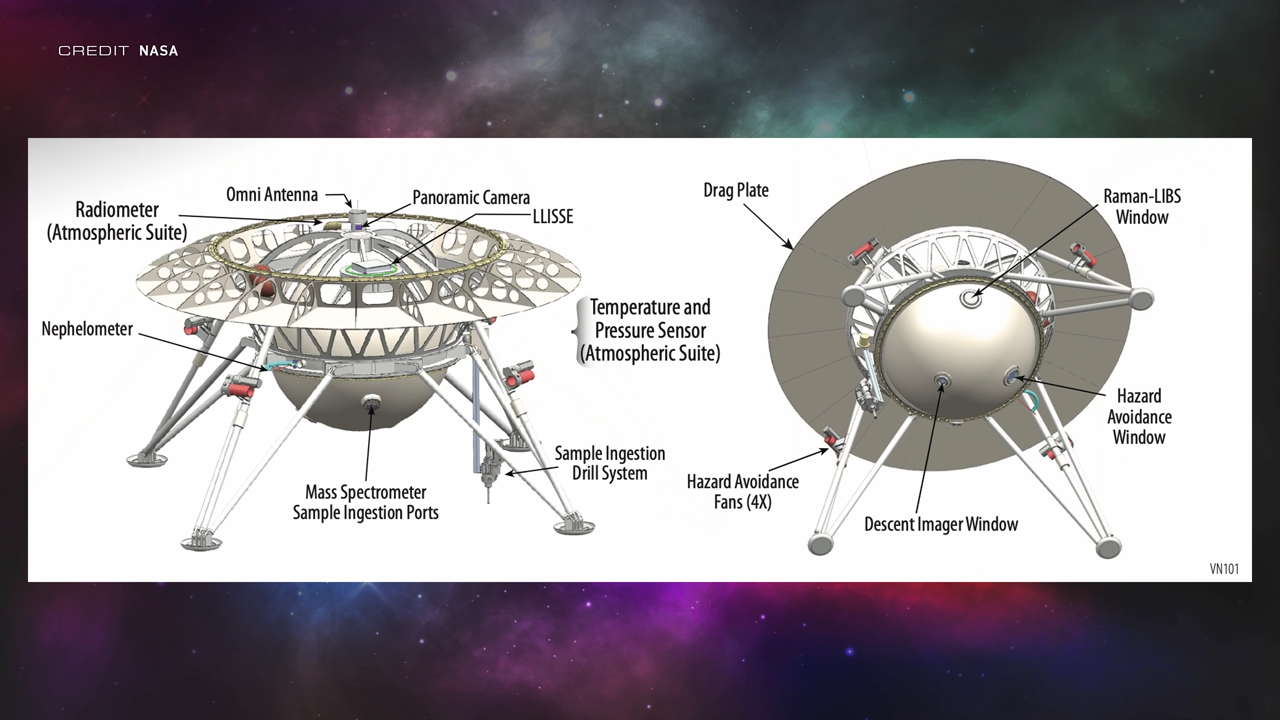 CREDIT NASA
Omni Antenna
Panoramic Camera
Radiometer
(Atmospheric Suite)
LLISSE
Nephelometer
Temperature and
Pressure Sensor
(Atmospheric Suite)
Sample Ingestion
Drill System
Mass Spectrometer
Sample Ingestion Ports
Drag Plate
Raman-LIBS
Window
Hazard
Avoidance
Window
Hazard Avoidance
Fans (4X)
Descent Imager Window
VN101